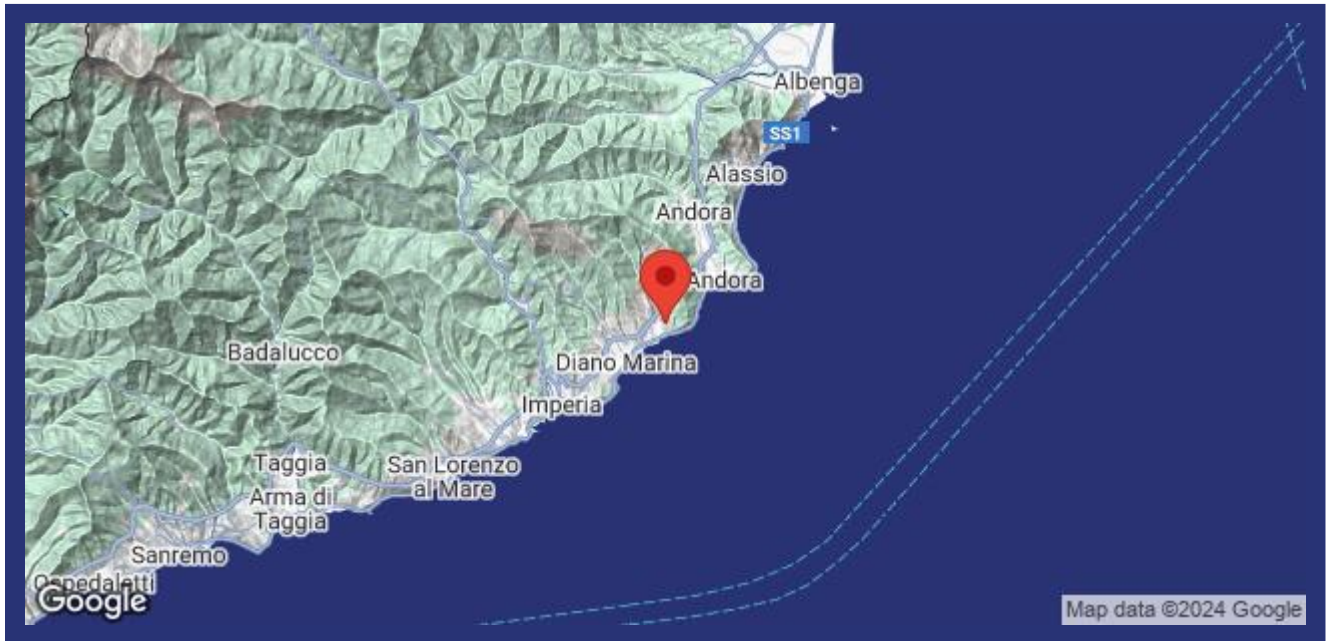 Albenga
SS1
Alassio
Andora
Andora
Badalucco
Diano Marina
Imperia
Taggia
San Lorenzo
al Mare
Arma di
Taggia
Sanremo
Ospedaletti
Google
Map data ©2024 Google